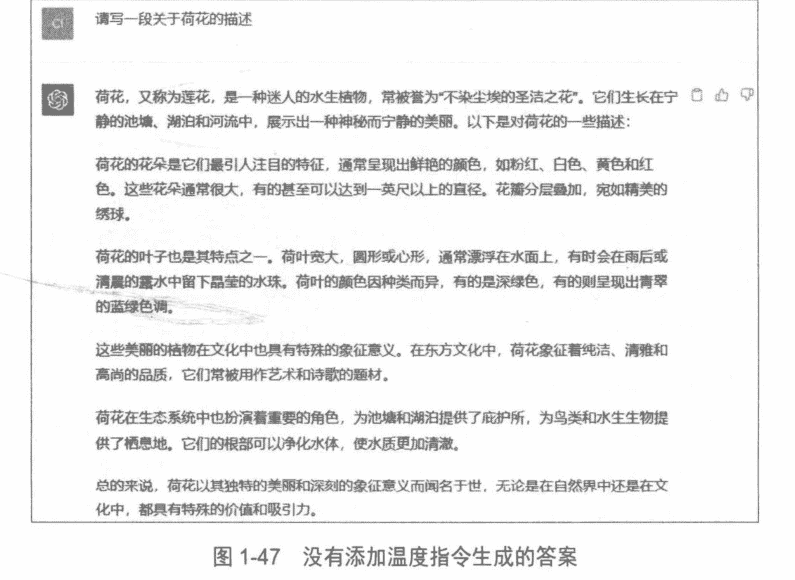 CI
请写一段关于荷花的描述
荷花，又称为莲花，是一种迷人的水生植物，常被誉为“不染尘埃的圣洁之花”。它们生长在宁
静的池塘、湖泊和河流中，展示出一种神秘而宁静的美丽。以下是对荷花的一些描述：
荷花的花朵是它们最引人注目的特征，通常呈现出鲜艳的颜色，如粉红、白色、黄色和红
色。这些花朵通常很大，有的甚至可以达到一英尺以上的直径。花瓣分层叠加，宛如精美的
绣球。
荷花的叶子也是其特点之一。荷叶宽大，圆形或心形，通常漂浮在水面上，有时会在雨后或
清晨的露水中留下晶莹的水珠。荷叶的颜色因种类而异，有的是深绿色，有的则呈现出青翠
的蓝绿色调。
这些美丽的植物在文化中也具有特殊的象征意义。在东方文化中，荷花象征着纯洁、清雅和
高尚的品质，它们常被用作艺术和诗歌的题材。
荷花在生态系统中也扮演着重要的角色，为池塘和湖泊提供了庇护所，为鸟类和水生生物提
供了栖息地。它们的根部可以净化水体，使水质更加清澈。
总的来说，荷花以其独特的美丽和深刻的象征意义而闻名于世，无论是在自然界中还是在文
化中，都具有特殊的价值和吸引力。
图 1-47 没有添加温度指令生成的答案